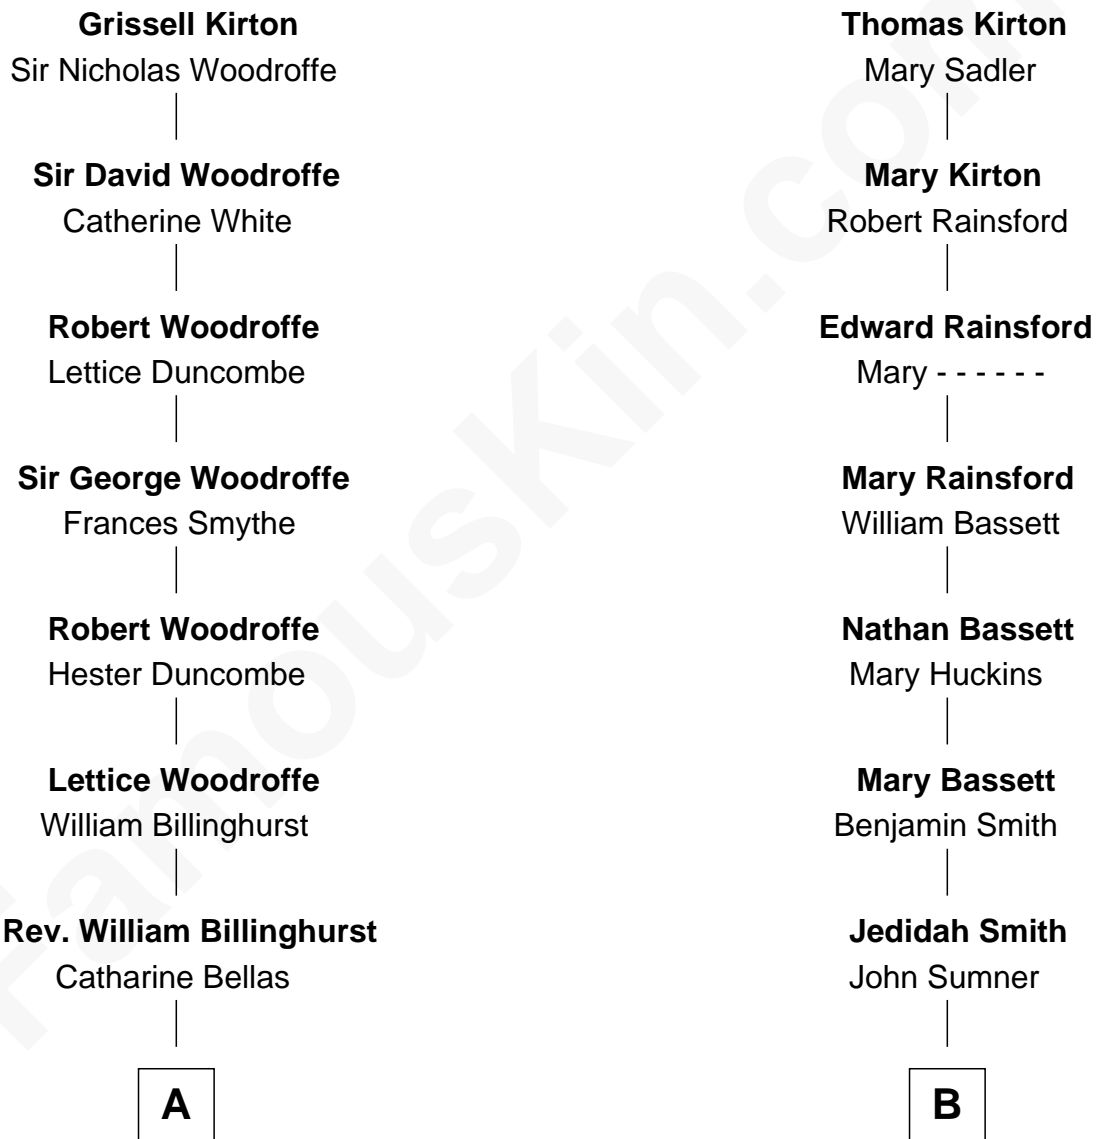 Grissell Kirton
Sir Nicholas Woodroffe
Sir David Woodroffe
Catherine White
Robert Woodroffe
Lettice Duncombe
Sir George Woodroffe
Frances Smythe
Robert Woodroffe
Hester Duncombe
Lettice Woodroffe
William Billinghurst
Rev. William Billinghurst
Catharine Bellas
A
Thomas Kirton
Mary Sadler
Mary Kirton
Robert Rainsford
Edward Rainsford
Mary - - - - - -
Mary Rainsford
William Bassett
Nathan Bassett
Mary Huckins
Mary Bassett
Benjamin Smith
Jedidah Smith
John Sumner
B
FamousKin.com